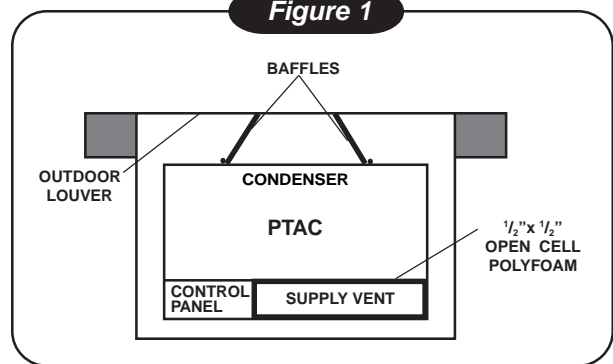 Figure 1
BAFFLES
OUTDOOR
LOUVER
CONDENSER
PTAC
1/2"x 1/2"
OPEN CELL
POLYFOAM
CONTROL
PANEL
SUPPLY VENT